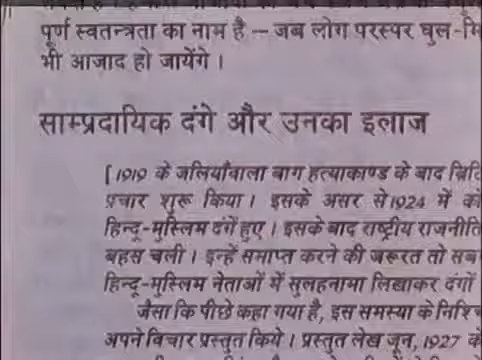 पूर्ण स्वतन्त्रता का नाम है — जब लोग परस्पर घुल-मि
भी आजाद हो जायेंगे ।
साम्प्रदायिक दंगे और उनका इलाज
[ 1919 के जलियाँवाला बाग हत्याकाण्ड के बाद ब्रिटि
प्रचार शुरू किया । इसके असर से 1924 में को
हिन्दू-मुस्लिम दंगे हुए । इसके बाद राष्ट्रीय राजनीति
बहस चली । इन्हें समाप्त करने की जरूरत तो सब
हिन्दू-मुस्लिम नेताओं में सुलहनामा लिखाकर दंगों
जैसा कि पीछे कहा गया है, इस समस्या के निश्चि
अपने विचार प्रस्तुत किये । प्रस्तुत लेख जून, 1927 के